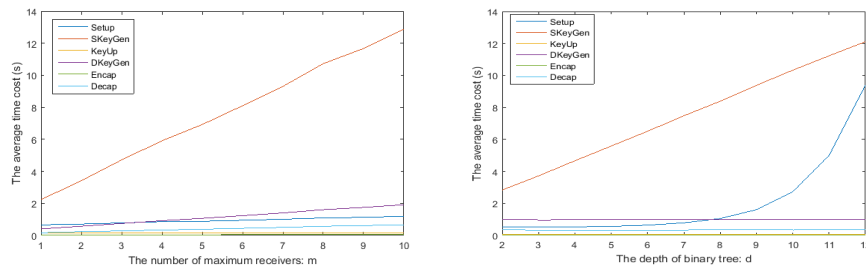 14
12
10
8
6
4
2
0
The average time cost (s)
Setup
SKeyGen
KeyUp
DKeyGen
Encap
Decap
1 2 3 4 5 6 7 8 9 10
The number of maximum receivers: m
14
12
10
8
6
4
2
0
The average time cost (s)
Setup
SKeyGen
KeyUp
DKeyGen
Encap
Decap
2 3 4 5 6 7 8 9 10 11 1
The depth of binary tree: d